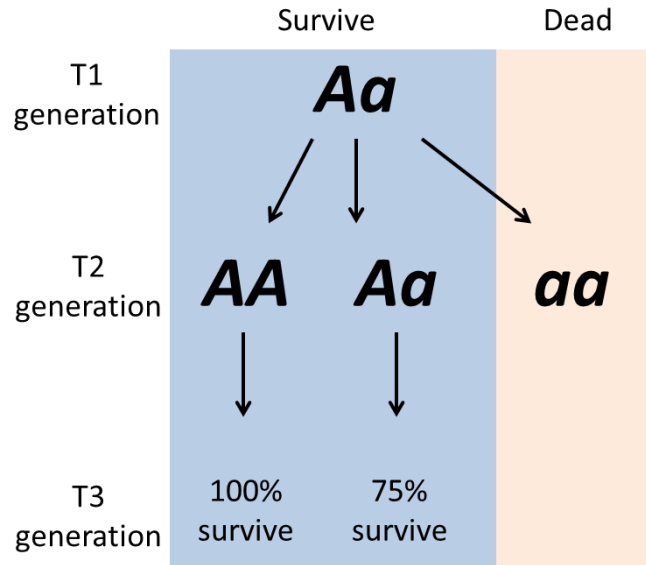 Survive
Dead
T1
generation
Aa
T2
generation
AA
Aa
aa
T3
generation
100%
survive
75%
survive